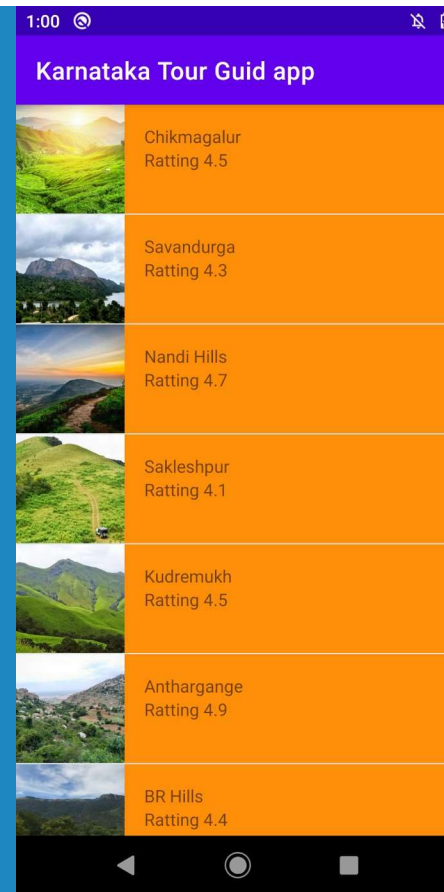 1:00
Karnataka Tour Guid app
Chikmagalur
Ratting 4.5
Savandurga
Ratting 4.3
Nandi Hills
Ratting 4.7
Sakleshpur
Ratting 4.1
Kudremukh
Ratting 4.5
Anthargange
Ratting 4.9
BR Hills
Ratting 4.4